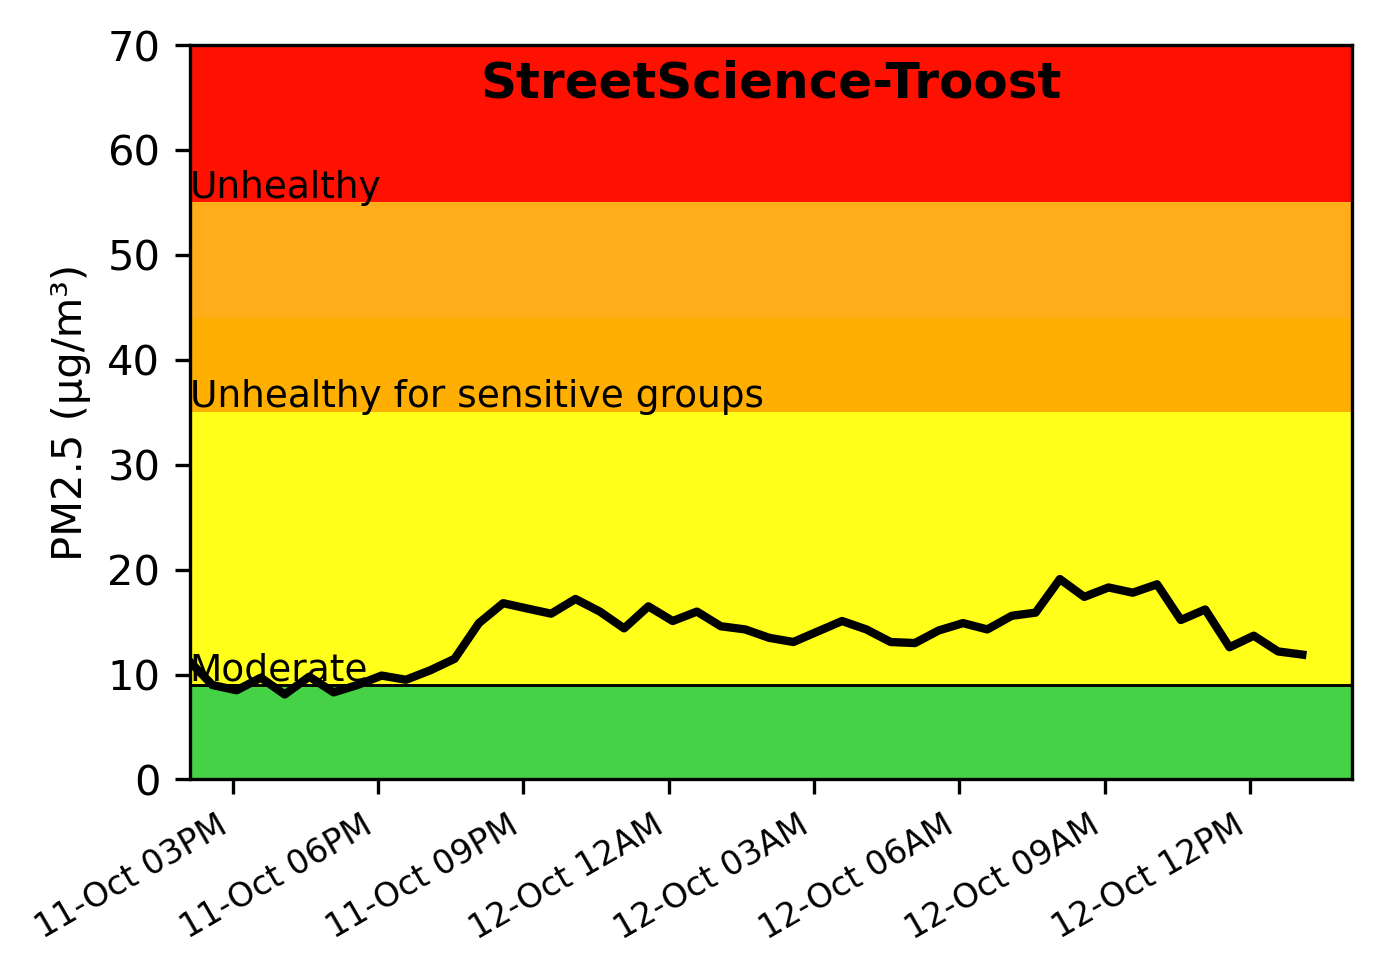 StreetScience-Troost
70
60
Unhealthy
50
40
Unhealthy for sensitive groups
30
20
Moderate
10
0
PM2.5 (µg/m³)
11-Oct 03PM
11-Oct 06PM
11-Oct 09PM
12-Oct 12AM
12-Oct 03AM
12-Oct 06AM
12-Oct 09AM
12-Oct 12PM